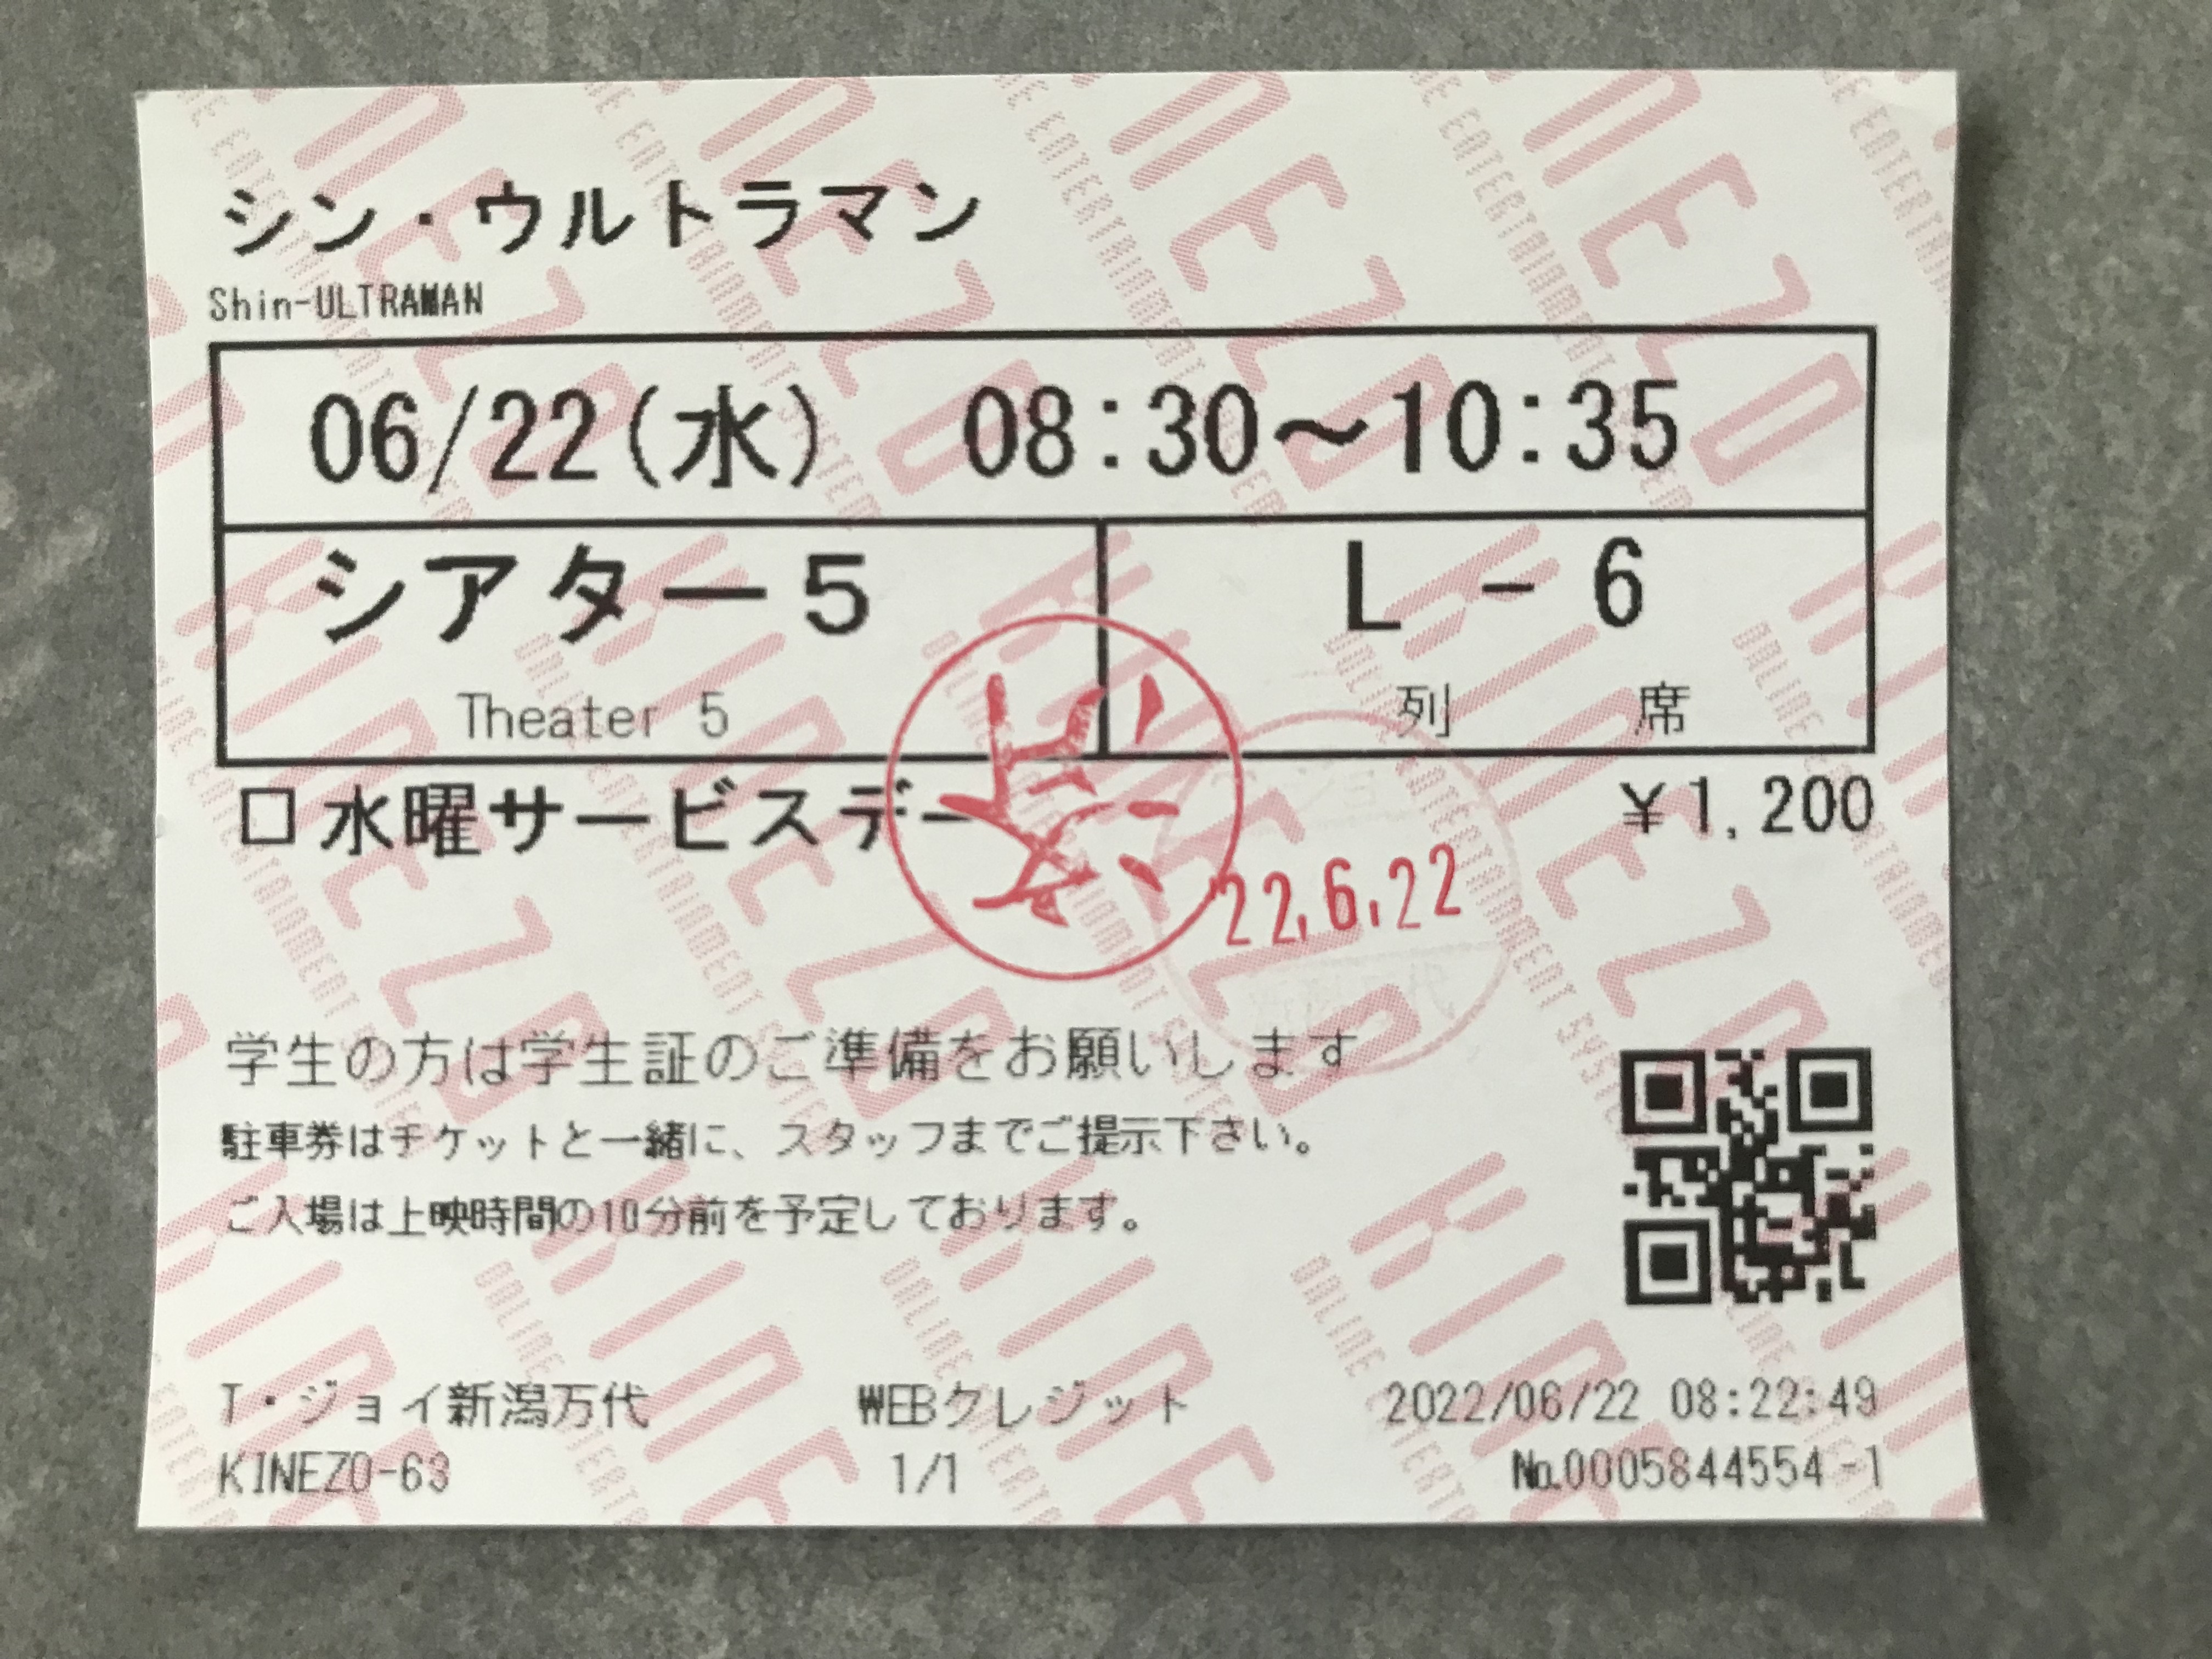 シン・ウルトラマン
Shin-ULTRAMAN
06/22(水) 08:30～10:35
シアター5 L - 6
Theater 5 列 席
□水曜サービスデー ¥1,200
'22.6.22
学生の方は学生証のご準備をお願いします
駐車券はチケットと一緒に、スタッフまでご提示下さい。
ご入場は上映時間の10分前を予定しております。
T・ジョイ新潟万代 WEBクレジット 2022/06/22 08:22:49
KINEZO-63 1/1 No.0005844554-1
KINEZO
ONLINE ENTERTAINMENT SYSTEM